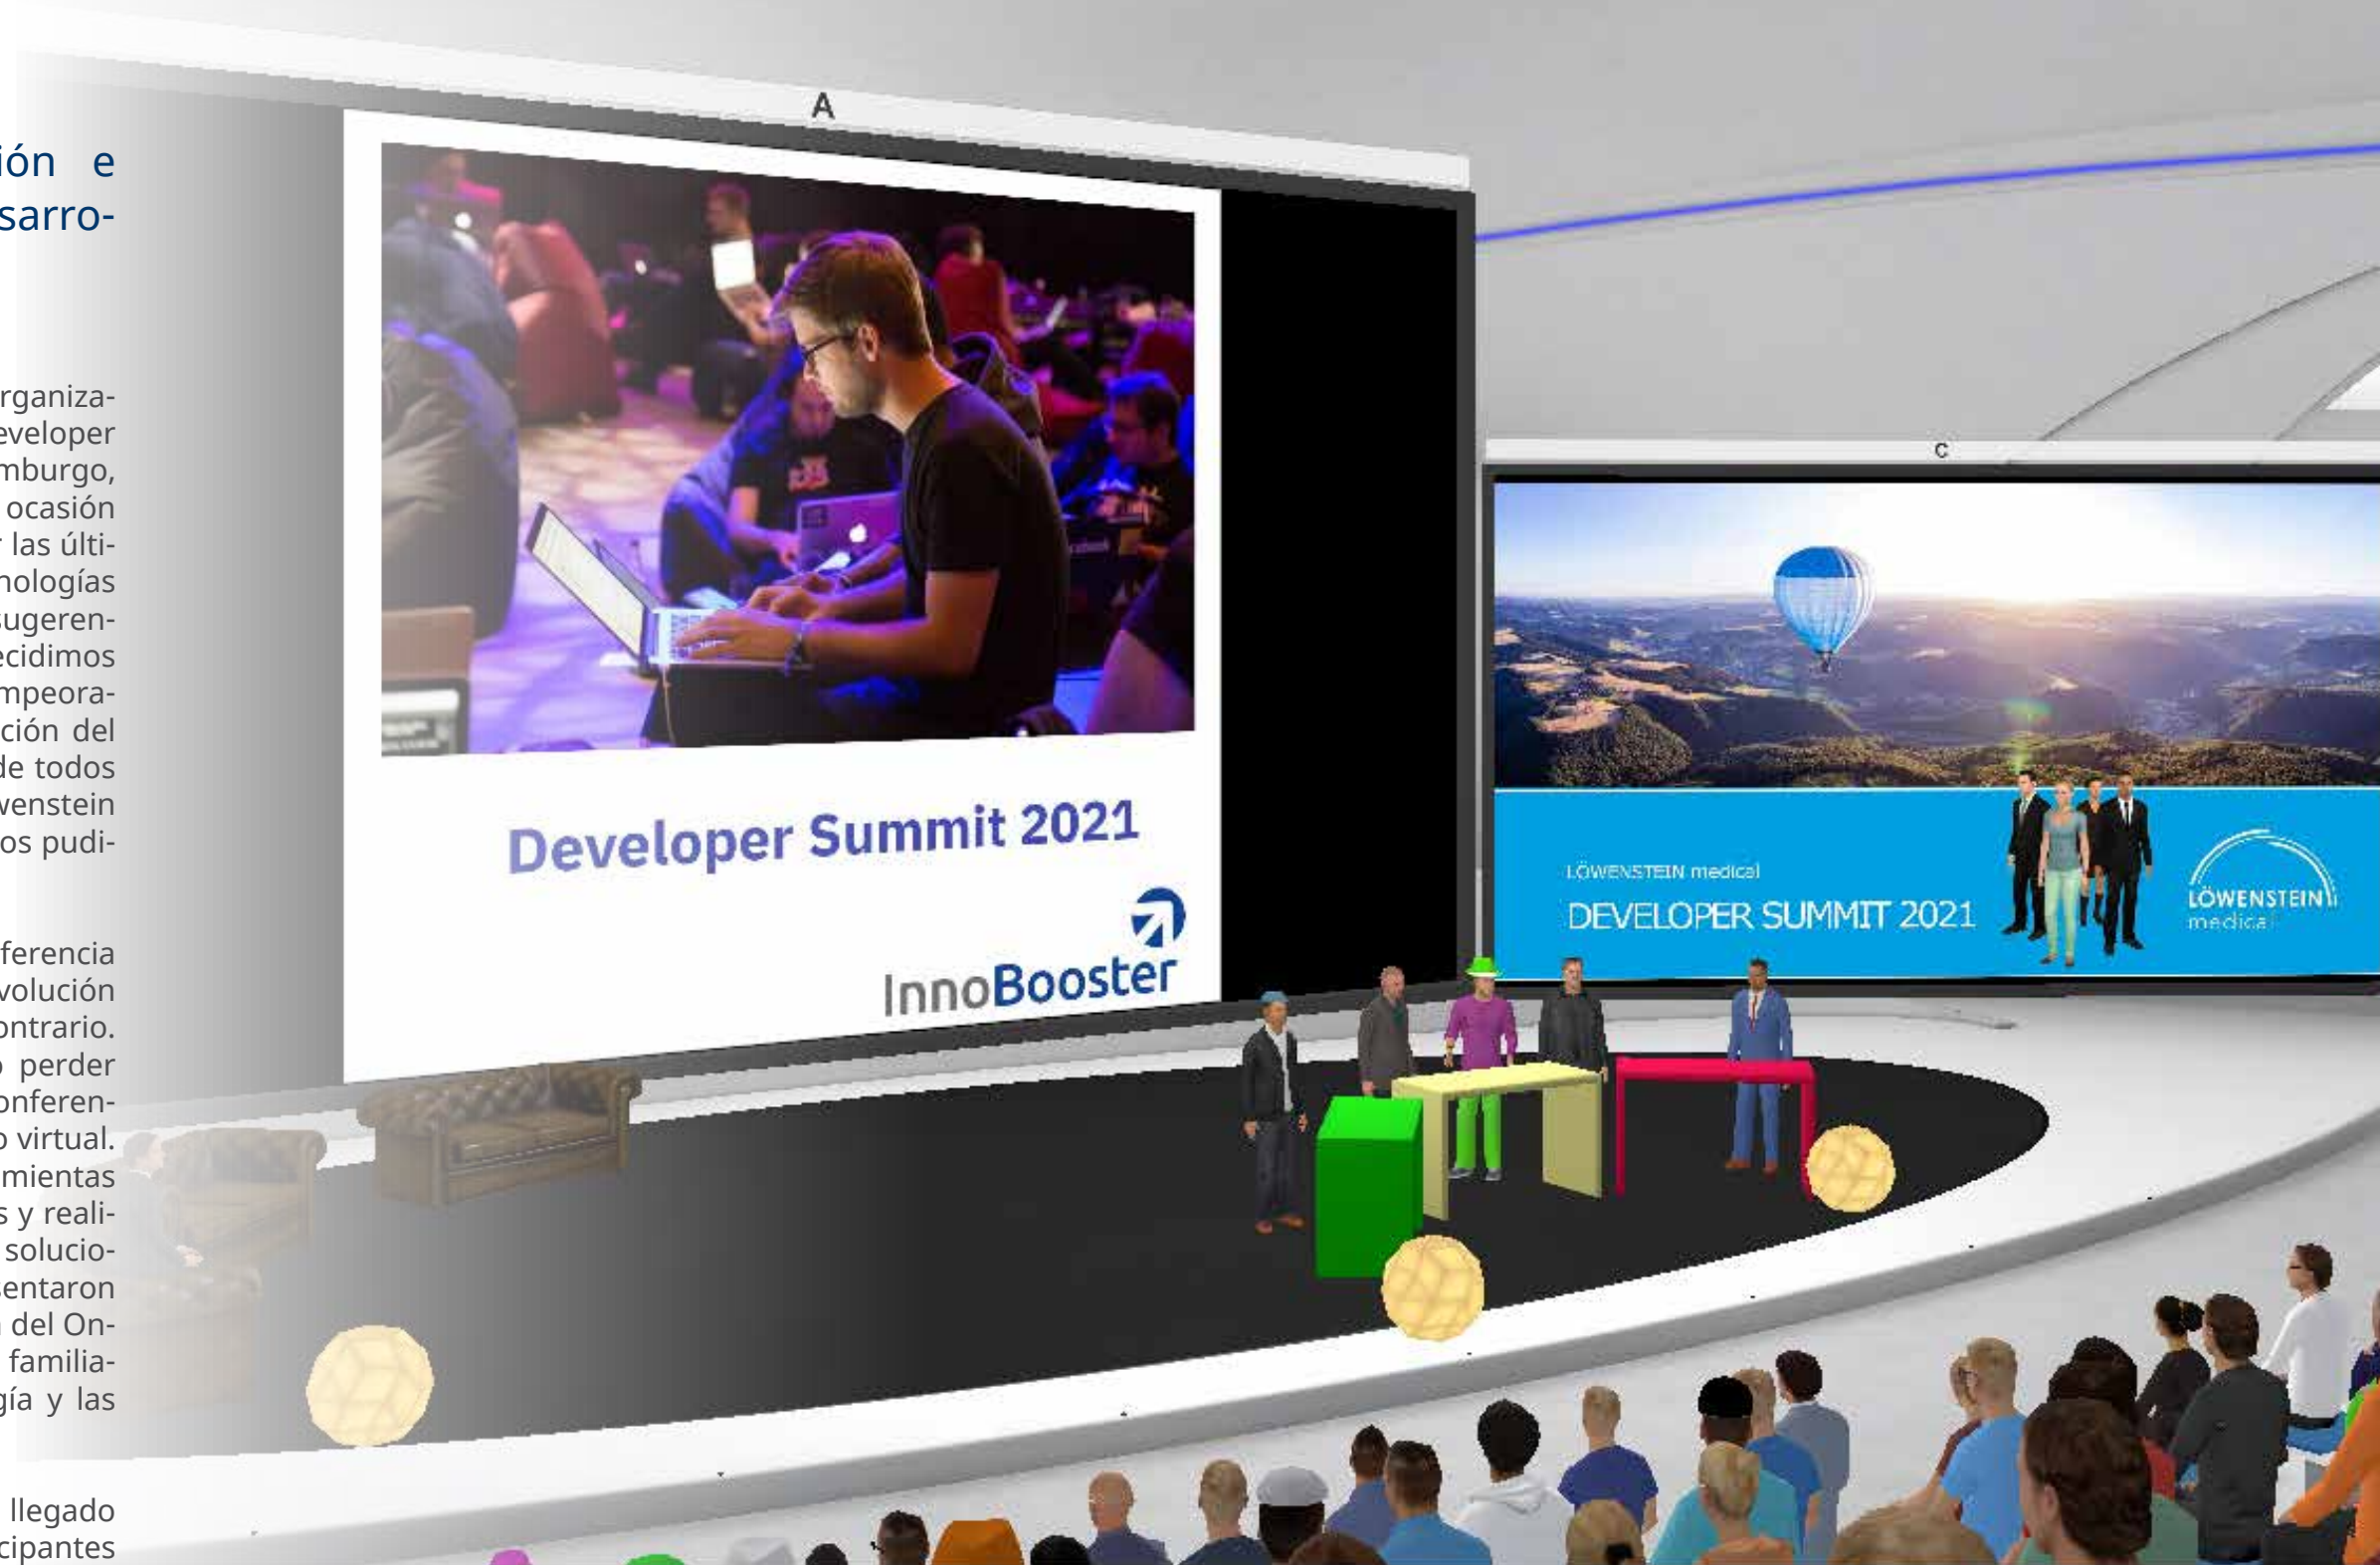 ión e
sarro-
rganiza-
eveloper
mburgo,
ocasión
r las últi-
nologías
sugeren-
ecidimos
mpeora-
ción del
de todos
wenstein
os pudi-
ferencia
volución
ontrario.
o perder
onferen-
o virtual.
mientas
s y reali-
solucio-
sentaron
a del On-
familia-
gía y las
llegado
cipantes
A
Developer Summit 2021
InnoBooster
C
LÖWENSTEIN medical
DEVELOPER SUMMIT 2021
LÖWENSTEIN
medical